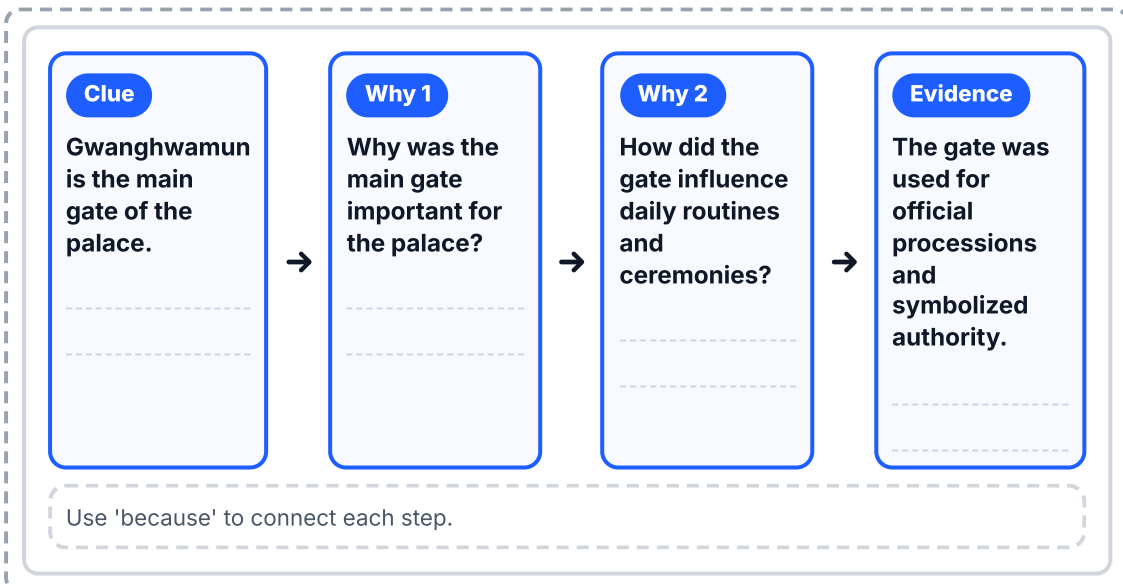 Clue
Gwanghwamun
is the main
gate of the
palace.
Why 1
Why was the
main gate
important for
the palace?
Why 2
How did the
gate influence
daily routines
and
ceremonies?
Evidence
The gate was
used for
official
processions
and
symbolized
authority.
Use 'because' to connect each step.